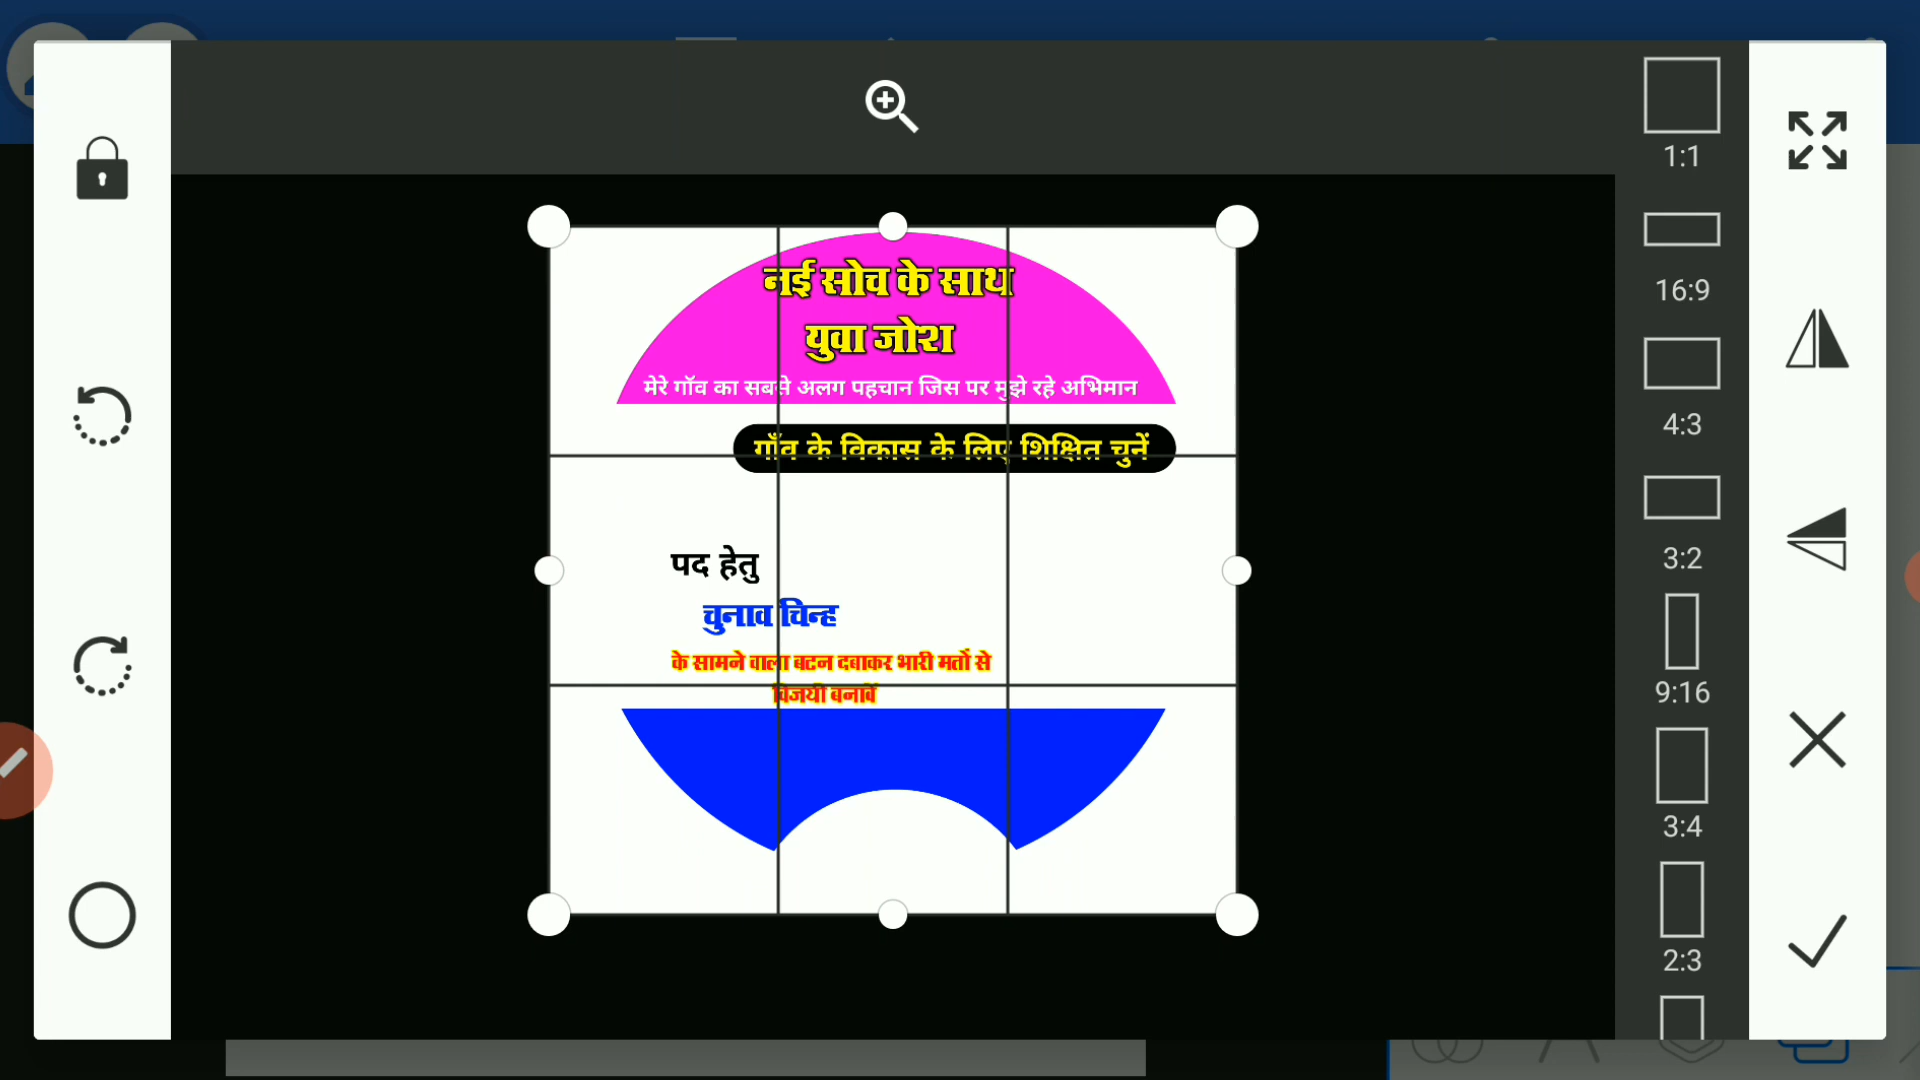 नई सोच के साथ
युवा जोश
मेरे गाॅव का सबसे अलग पहचान जिस पर मुझे रहे अभिमान
गाॅंव के विकास के लिए शिक्षित चुनें
पद हेतु
चुनाव चिन्ह
के सामने वाला बटन दबाकर भारी मतों से
विजयी बनावें
1:1
16:9
4:3
3:2
9:16
3:4
2:3